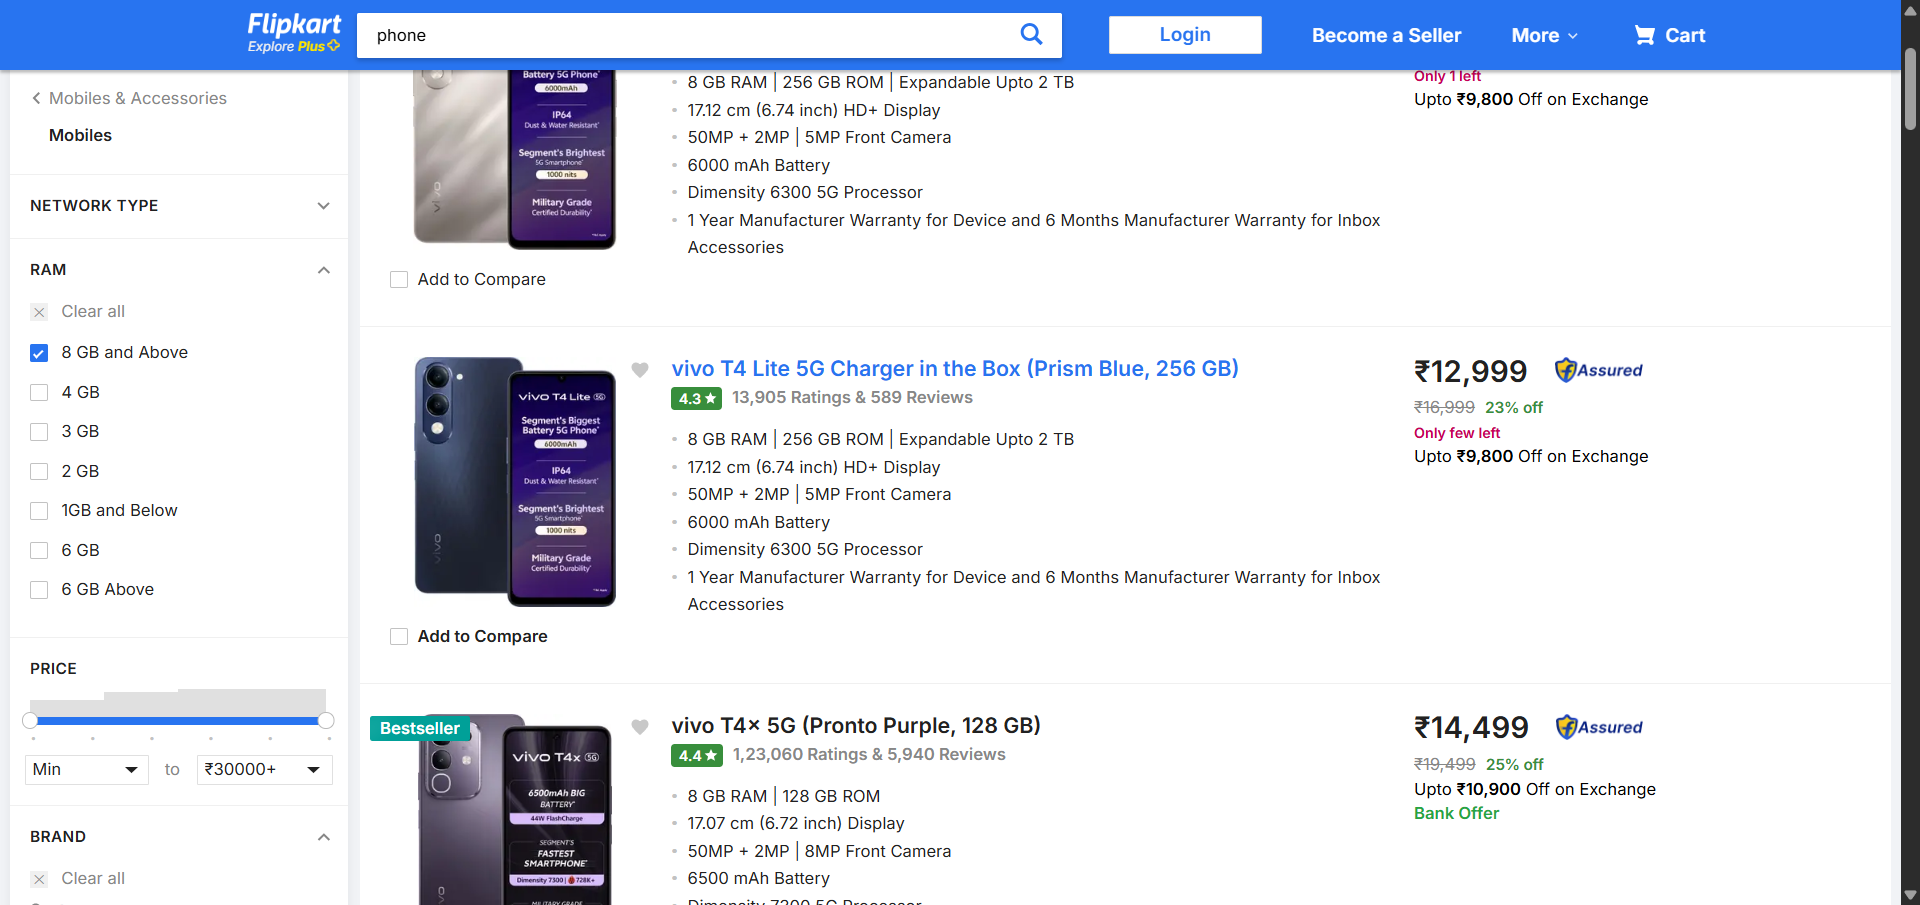 Flipkart
Explore Plus
phone
Login
Become a Seller
More
Cart
Mobiles & Accessories
Mobiles
NETWORK TYPE
RAM
Clear all
8 GB and Above
4 GB
3 GB
2 GB
1GB and Below
6 GB
6 GB Above
PRICE
Min
to
₹30000+
BRAND
Clear all
Battery 5G Phone*
6000mAh
IP64
Dust & Water Resistant*
Segment's Brightest
5G Smartphone*
1000 nits
Military Grade
Certified Durability*
vivo
Add to Compare
8 GB RAM | 256 GB ROM | Expandable Upto 2 TB
17.12 cm (6.74 inch) HD+ Display
50MP + 2MP | 5MP Front Camera
6000 mAh Battery
Dimensity 6300 5G Processor
1 Year Manufacturer Warranty for Device and 6 Months Manufacturer Warranty for Inbox
Accessories
Only 1 left
Upto ₹9,800 Off on Exchange
vivo T4 Lite 5G
Segment's Biggest
Battery 5G Phone*
6000mAh
IP64
Dust & Water Resistant*
Segment's Brightest
5G Smartphone*
1000 nits
Military Grade
Certified Durability*
vivo
Add to Compare
vivo T4 Lite 5G Charger in the Box (Prism Blue, 256 GB)
4.3
13,905 Ratings & 589 Reviews
8 GB RAM | 256 GB ROM | Expandable Upto 2 TB
17.12 cm (6.74 inch) HD+ Display
50MP + 2MP | 5MP Front Camera
6000 mAh Battery
Dimensity 6300 5G Processor
1 Year Manufacturer Warranty for Device and 6 Months Manufacturer Warranty for Inbox
Accessories
₹12,999
Assured
₹16,999 23% off
Only few left
Upto ₹9,800 Off on Exchange
Bestseller
vivo T4x 5G
6500mAh BIG
BATTERY*
44W FlashCharge
SEGMENT'S
FASTEST
SMARTPHONE*
Dimensity 7300 | 728K+
vivo
vivo T4x 5G (Pronto Purple, 128 GB)
4.4
1,23,060 Ratings & 5,940 Reviews
8 GB RAM | 128 GB ROM
17.07 cm (6.72 inch) Display
50MP + 2MP | 8MP Front Camera
6500 mAh Battery
Dimensity 7300 5G Processor
₹14,499
Assured
₹19,499 25% off
Upto ₹10,900 Off on Exchange
Bank Offer